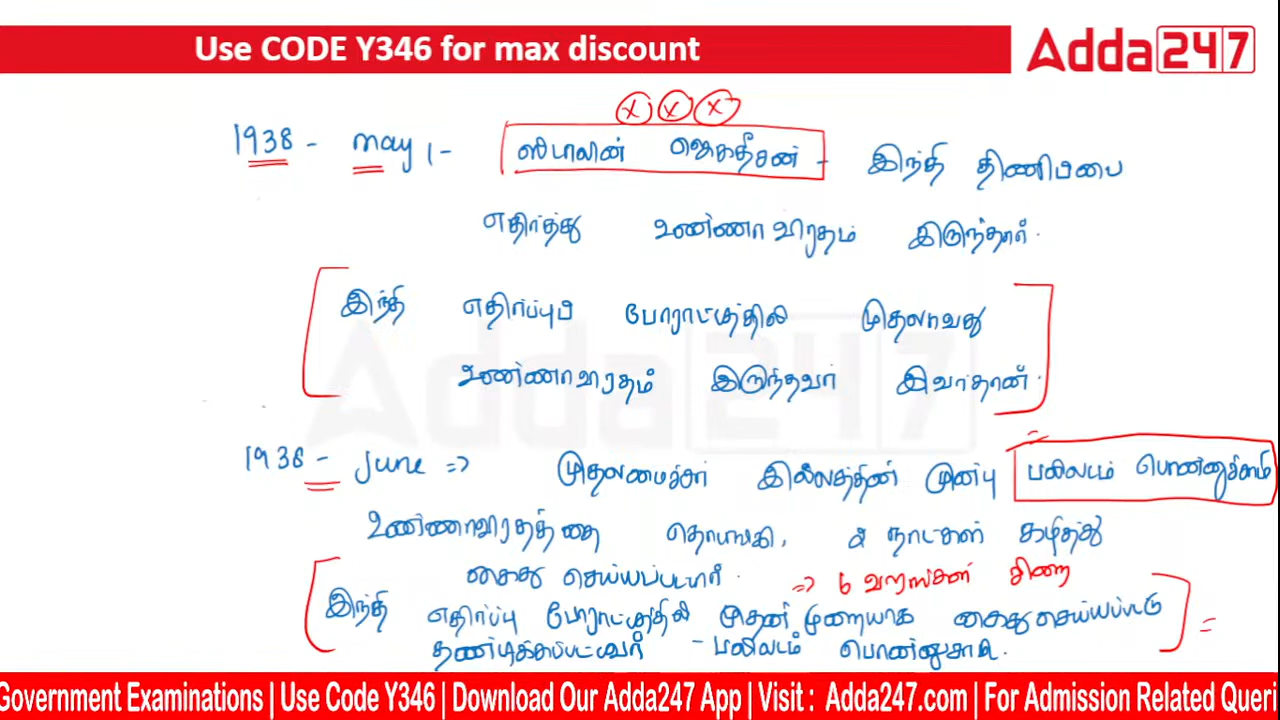 Use CODE Y346 for max discount
Adda247
1938 - May 1 - ஸ்டாலின் ஜெகதீசன் - இந்தி திணிப்பை
எதிர்த்து உண்ணாவிரதம் இருந்தார்.
இந்தி எதிர்ப்புப் போராட்டத்தில் முதலாவது
உண்ணாவிரதம் இருந்தவர் இவர்தான்.
1938 - June => முதலமைச்சர் இல்லத்தின் முன்பு பல்லடம் பொன்னுச்சாமி
உண்ணாவிரதத்தை தொடங்கி, 2 நாட்கள் கழித்து
கைது செய்யப்பட்டார். => 6 வாரங்கள் சிறை
இந்தி எதிர்ப்பு போராட்டத்தில் முதன் முறையாக கைதுசெய்யப்பட்டு =
தண்டிக்கப்பட்டவர் - பல்லடம் பொன்னுசாமி.
Government Examinations | Use Code Y346 | Download Our Adda247 App | Visit : Adda247.com | For Admission Related Queri